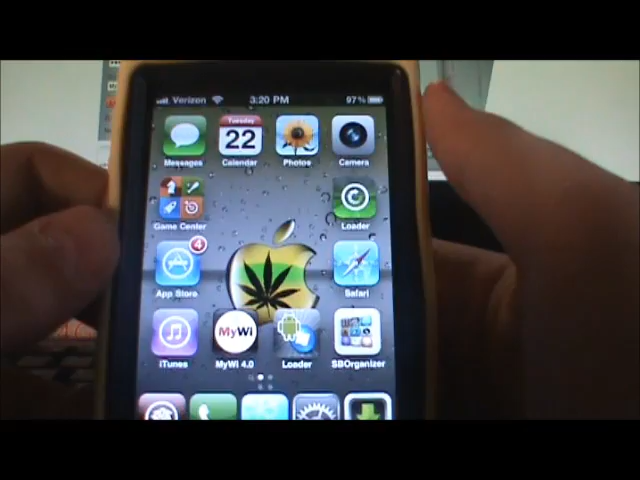 Verizon 3:20 PM 97%
Tuesday
22
Messages Calendar Photos Camera
Game Center Loader
4
App Store Safari
MyWi
iTunes MyWi 4.0 Loader SBOrganizer